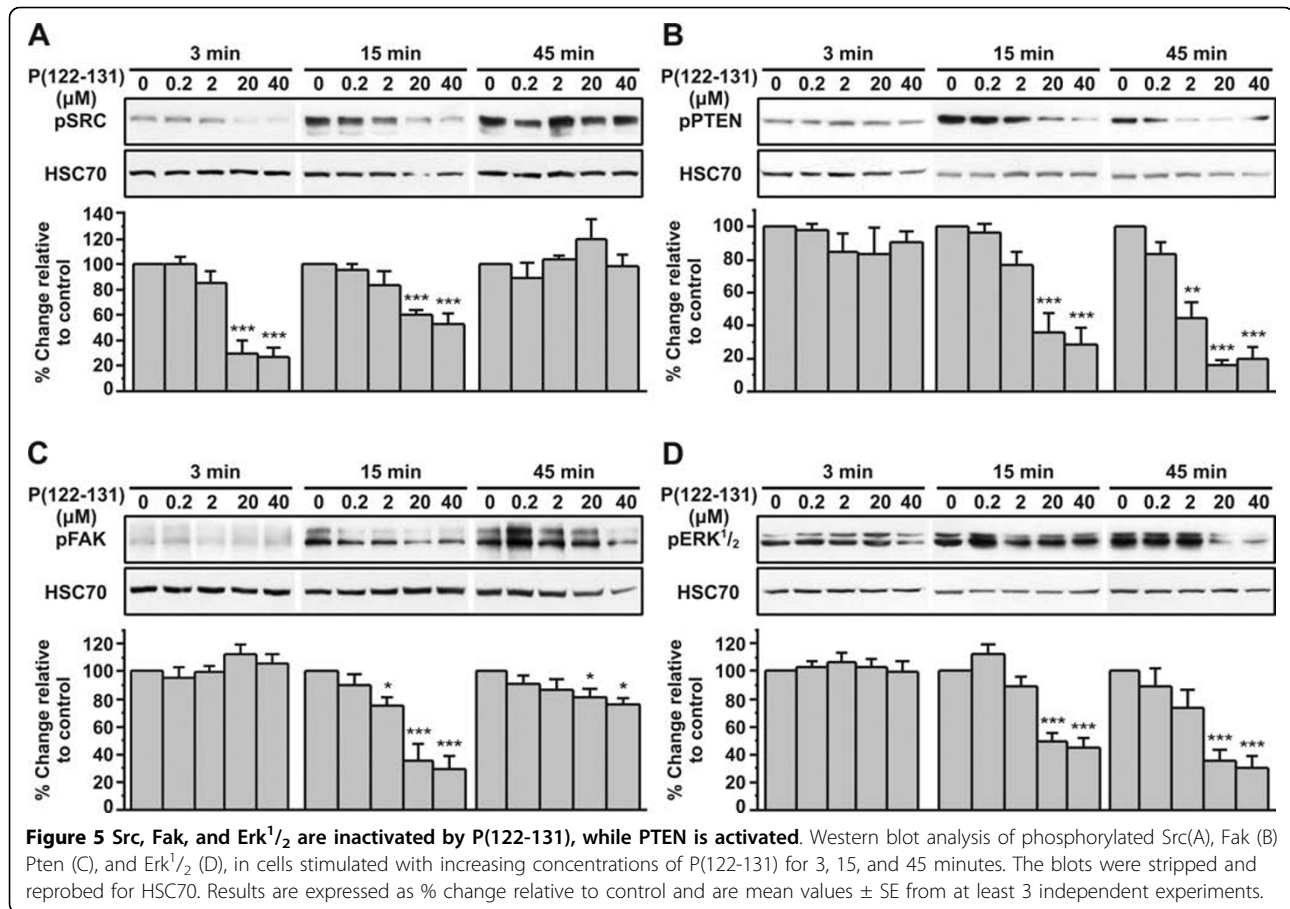 A
3 min 15 min 45 min
P(122-131) 0 0.2 2 20 40 0 0.2 2 20 40 0 0.2 2 20 40
(µM)
pSRC
HSC70
% Change relative
to control
140
120
100
80
60
40
20
0
*** *** *** ***
B
3 min 15 min 45 min
P(122-131) 0 0.2 2 20 40 0 0.2 2 20 40 0 0.2 2 20 40
(µM)
pPTEN
HSC70
% Change relative
to control
100
80
60
40
20
0
*** *** ** *** ***
C
3 min 15 min 45 min
P(122-131) 0 0.2 2 20 40 0 0.2 2 20 40 0 0.2 2 20 40
(µM)
pFAK
HSC70
% Change relative
to control
120
100
80
60
40
20
0
* *** *** * *
D
3 min 15 min 45 min
P(122-131) 0 0.2 2 20 40 0 0.2 2 20 40 0 0.2 2 20 40
(µM)
pERK¹/₂
HSC70
% Change relative
to control
120
100
80
60
40
20
0
*** *** *** ***
Figure 5 Src, Fak, and Erk¹/₂ are inactivated by P(122-131), while PTEN is activated. Western blot analysis of phosphorylated Src(A), Fak (B)
Pten (C), and Erk¹/₂ (D), in cells stimulated with increasing concentrations of P(122-131) for 3, 15, and 45 minutes. The blots were stripped and
reprobed for HSC70. Results are expressed as % change relative to control and are mean values ± SE from at least 3 independent experiments.